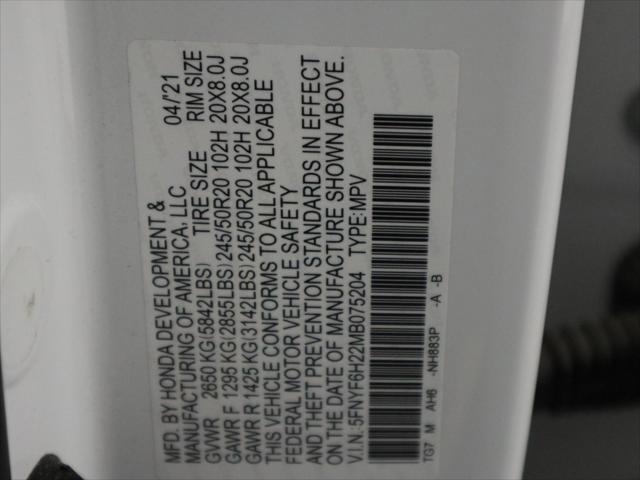 MFD. BY HONDA DEVELOPMENT & 04/21
MANUFACTURING OF AMERICA, LLC
GVWR 2650 KG(5842LBS) TIRE SIZE RIM SIZE
GAWR F 1295 KG(2855LBS) 245/50R20 102H 20X8.0J
GAWR R 1425 KG(3142LBS) 245/50R20 102H 20X8.0J
THIS VEHICLE CONFORMS TO ALL APPLICABLE
FEDERAL MOTOR VEHICLE SAFETY
AND THEFT PREVENTION STANDARDS IN EFFECT
ON THE DATE OF MANUFACTURE SHOWN ABOVE.
V.I.N.:5FNYF6H22MB075204 TYPE:MPV
TG7 M AH6 -NH883P -A -B